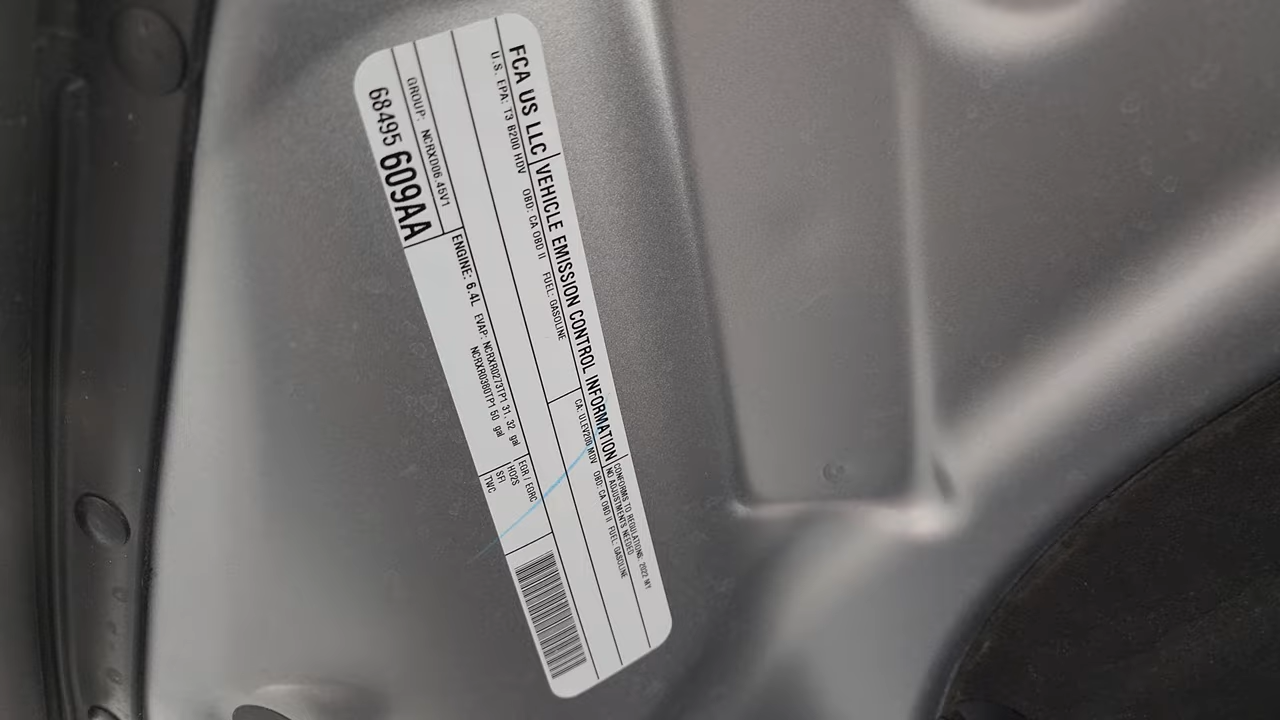 FCA US LLC VEHICLE EMISSION CONTROL INFORMATION
CONFORMS TO REGULATIONS: 2022 MY
NO ADJUSTMENTS NEEDED
U.S. EPA: T3 B200 HDV OBD: CA OBD II FUEL: GASOLINE
CA: ULEV200 MDV OBD: CA OBD II FUEL: GASOLINE
GROUP: NCRXD06.45V1
68495 609AA
ENGINE: 6.4L EVAP: NCRXR0273TP1 31, 32 gal
NCRXR0380TP1 50 gal
EGR / EGRC
HO2S
SFI
TWC